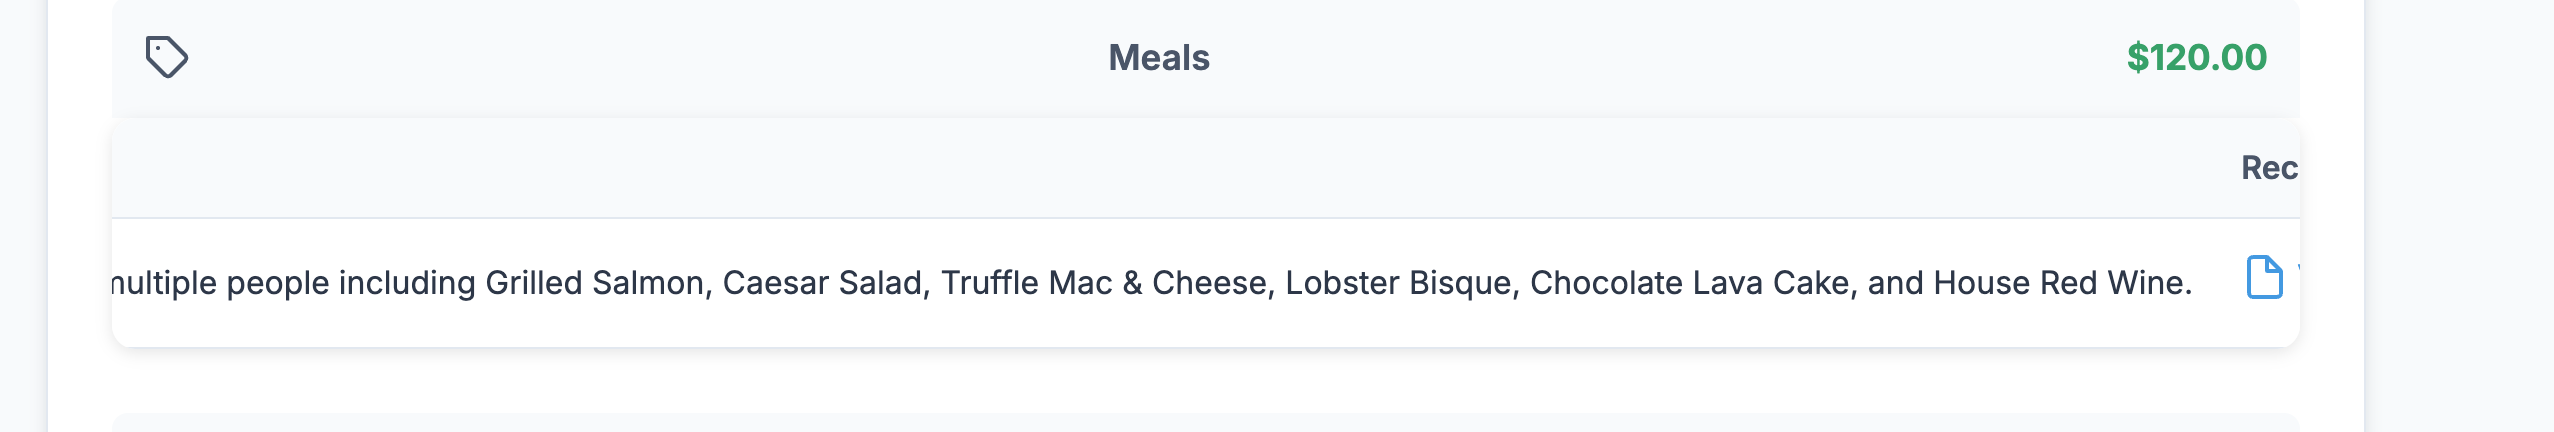 Meals
$120.00
Rec
multiple people including Grilled Salmon, Caesar Salad, Truffle Mac & Cheese, Lobster Bisque, Chocolate Lava Cake, and House Red Wine.